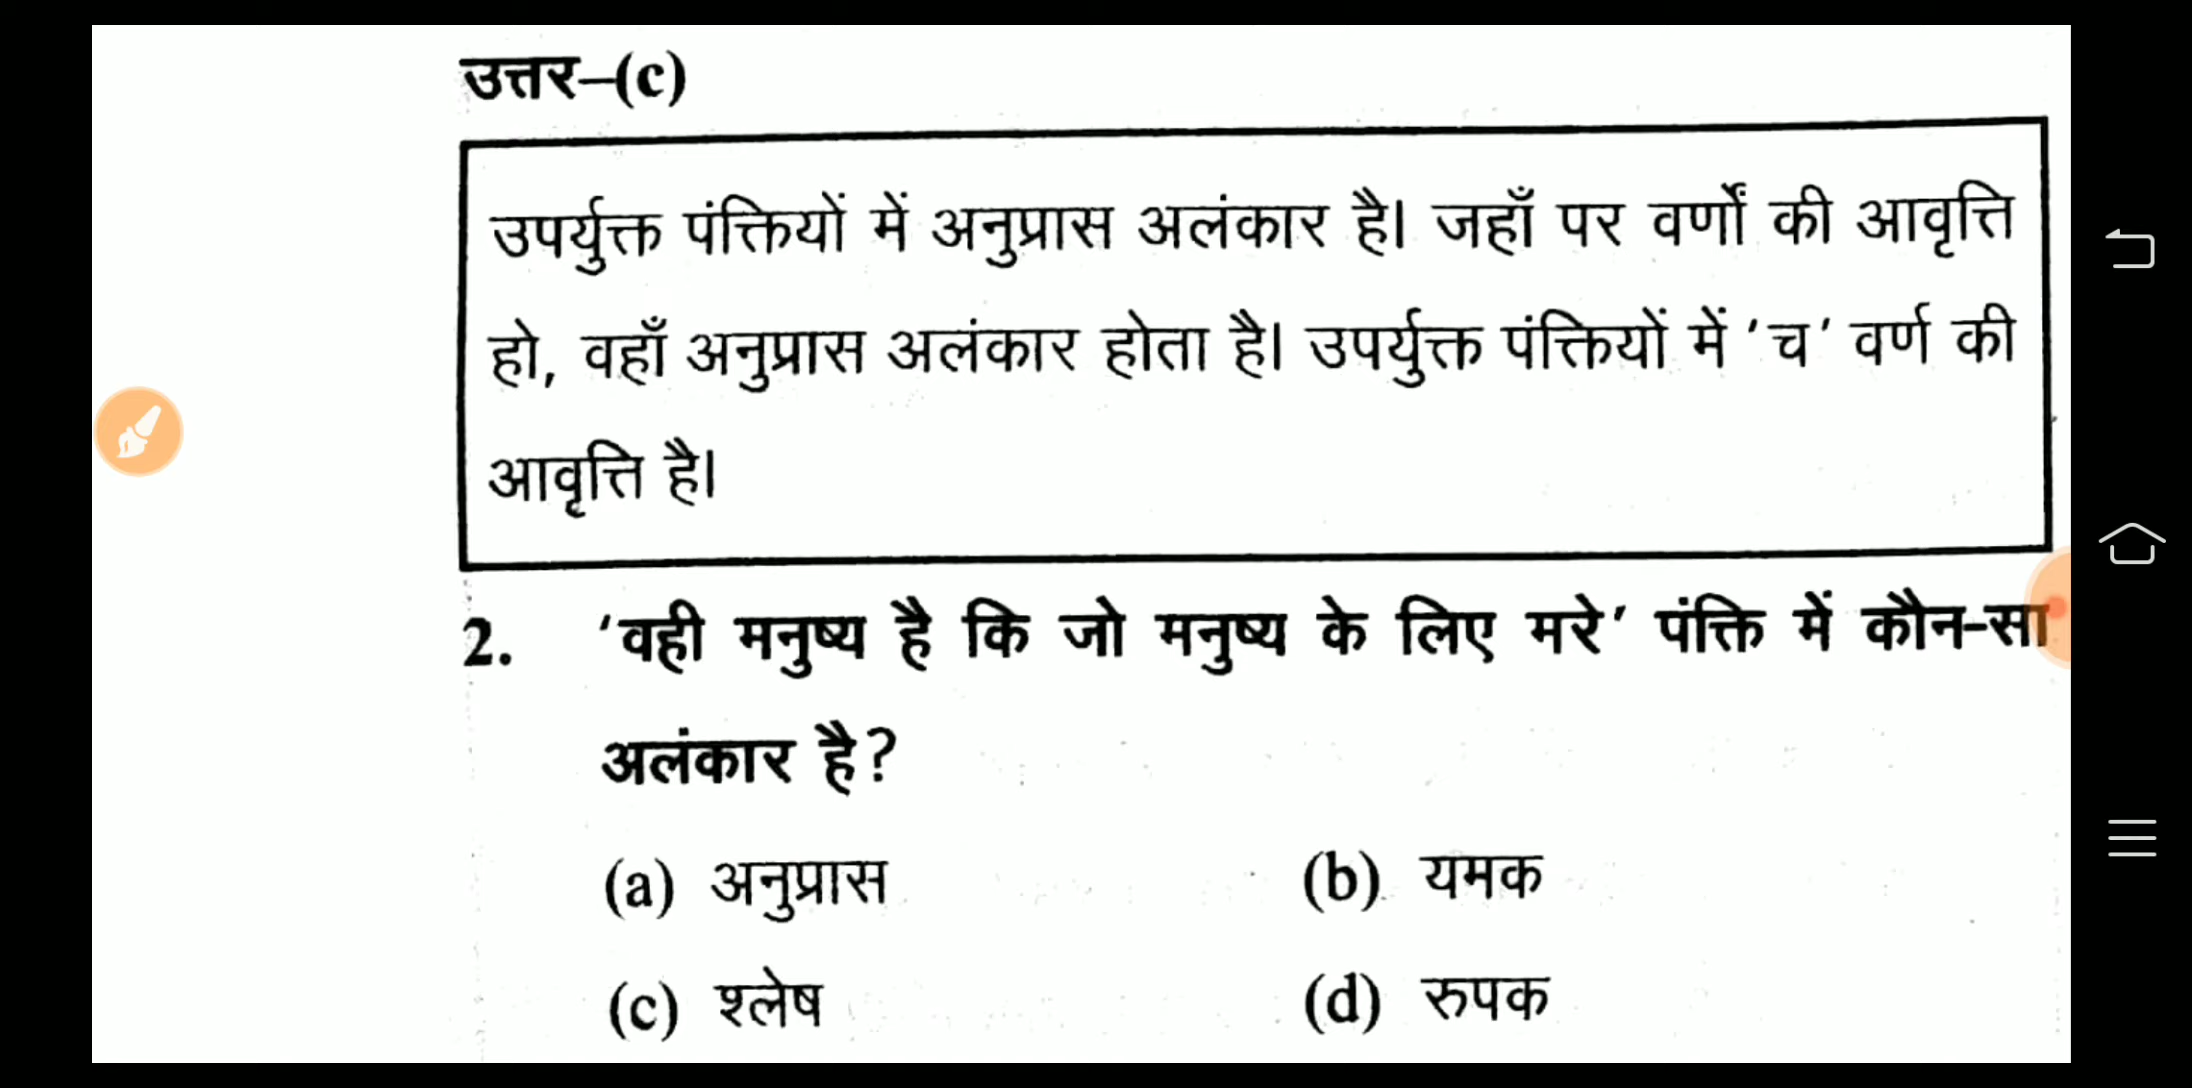 उत्तर–(c)
उपर्युक्त पंक्तियों में अनुप्रास अलंकार है। जहाँ पर वर्णों की आवृत्ति
हो, वहाँ अनुप्रास अलंकार होता है। उपर्युक्त पंक्तियों में 'च' वर्ण की
आवृत्ति है।
2. 'वही मनुष्य है कि जो मनुष्य के लिए मरे' पंक्ति में कौन-सा
अलंकार है?
(a) अनुप्रास (b) यमक
(c) श्लेष (d) रुपक